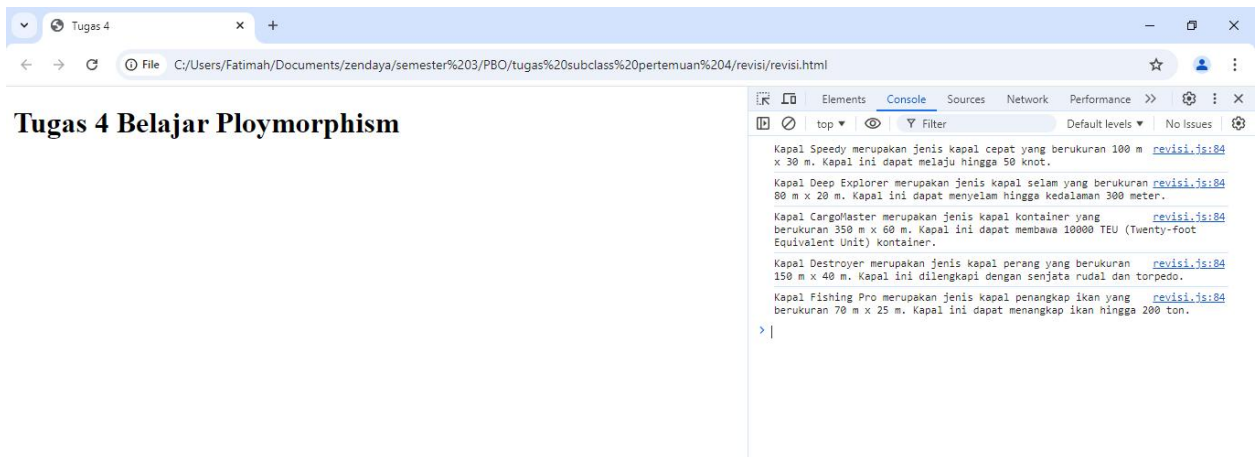 Tugas 4
File C:/Users/Fatimah/Documents/zendaya/semester%203/PBO/tugas%20subclass%20pertemuan%204/revisi/revisi.html
Tugas 4 Belajar Ploymorphism
Elements Console Sources Network Performance
top Filter Default levels No Issues
Kapal Speedy merupakan jenis kapal cepat yang berukuran 100 m revisi.js:84
x 30 m. Kapal ini dapat melaju hingga 50 knot.
Kapal Deep Explorer merupakan jenis kapal selam yang berukuran revisi.js:84
80 m x 20 m. Kapal ini dapat menyelam hingga kedalaman 300 meter.
Kapal CargoMaster merupakan jenis kapal kontainer yang revisi.js:84
berukuran 350 m x 60 m. Kapal ini dapat membawa 10000 TEU (Twenty-foot
Equivalent Unit) kontainer.
Kapal Destroyer merupakan jenis kapal perang yang berukuran revisi.js:84
150 m x 40 m. Kapal ini dilengkapi dengan senjata rudal dan torpedo.
Kapal Fishing Pro merupakan jenis kapal penangkap ikan yang revisi.js:84
berukuran 70 m x 25 m. Kapal ini dapat menangkap ikan hingga 200 ton.